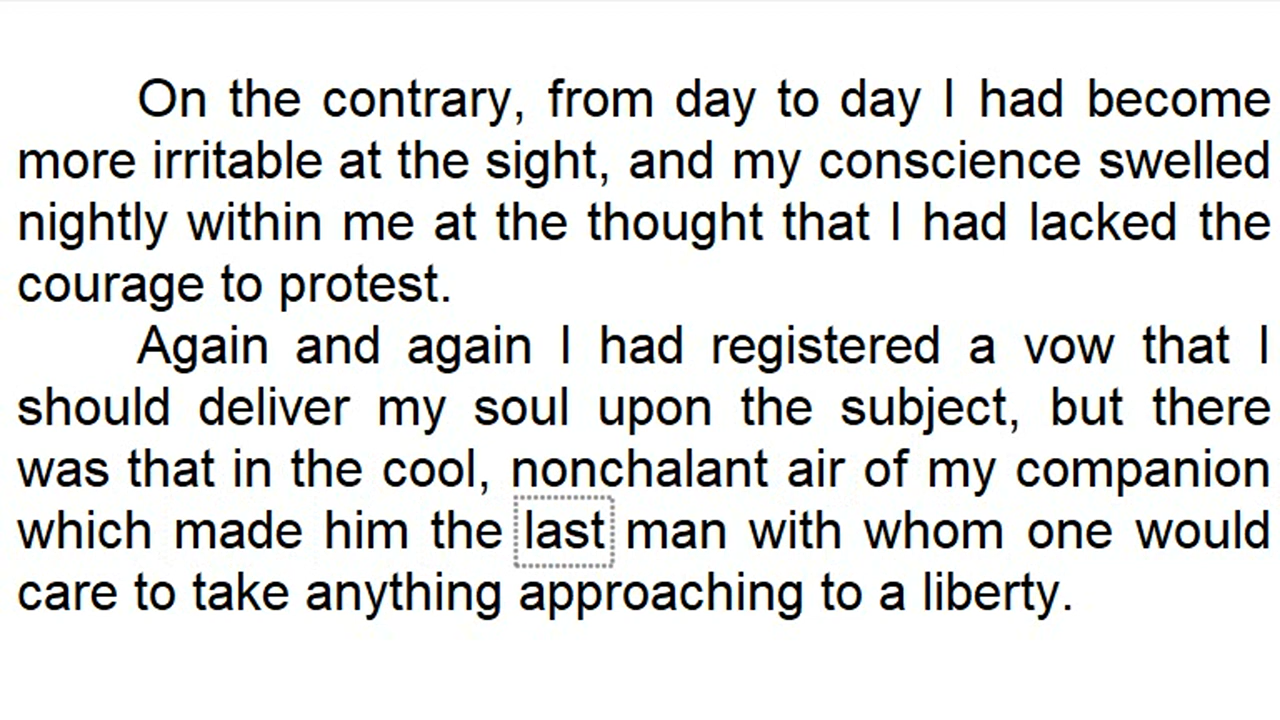 On the contrary, from day to day I had become
more irritable at the sight, and my conscience swelled
nightly within me at the thought that I had lacked the
courage to protest.
Again and again I had registered a vow that I
should deliver my soul upon the subject, but there
was that in the cool, nonchalant air of my companion
which made him the last man with whom one would
care to take anything approaching to a liberty.